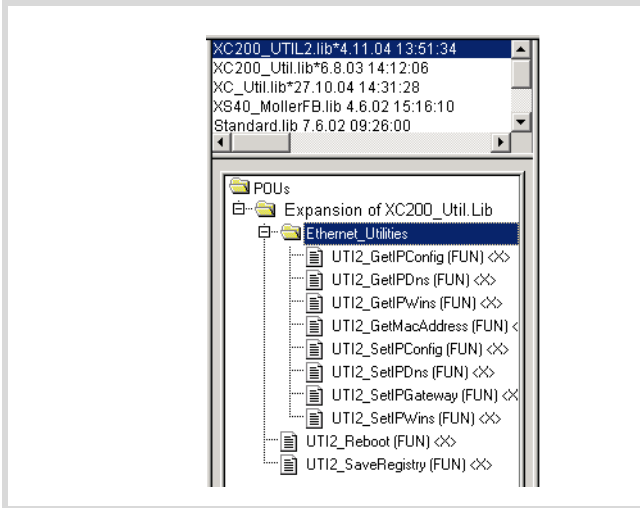 XC200_UTIL2.lib*4.11.04 13:51:34
XC200_Util.lib*6.8.03 14:12:06
XC_Util.lib*27.10.04 14:31:28
XS40_MollerFB.lib 4.6.02 15:16:10
Standard.lib 7.6.02 09:26:00
POUs
Expansion of XC200_Util.Lib
Ethernet_Utilities
UTI2_GetIPConfig (FUN) <X>
UTI2_GetIPDns (FUN) <X>
UTI2_GetIPWins (FUN) <X>
UTI2_GetMacAddress (FUN) <
UTI2_SetIPConfig (FUN) <X>
UTI2_SetIPDns (FUN) <X>
UTI2_SetIPGateway (FUN) <X
UTI2_SetIPWins (FUN) <X>
UTI2_Reboot (FUN) <X>
UTI2_SaveRegistry (FUN) <X>